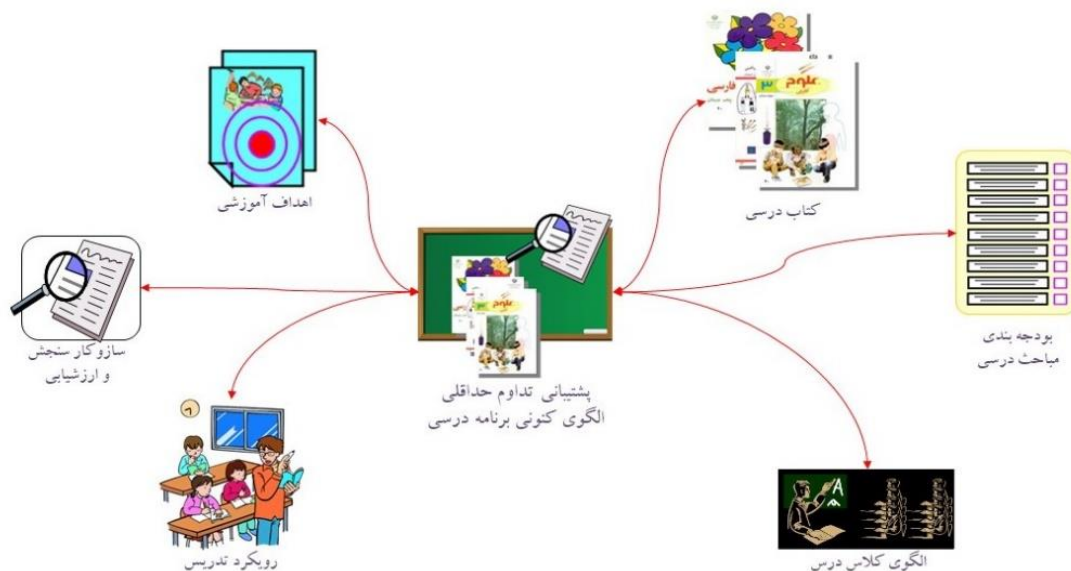 اهداف آموزشی
کتاب درسی
علوم
۳
فارسی
سازوکار سنجش
و ارزشیابی
پشتیبانی تداوم حداقلی
الگوی کنونی برنامه درسی
بودجه بندی
مباحث درسی
رویکرد تدریس
A
الگوی کلاس درس